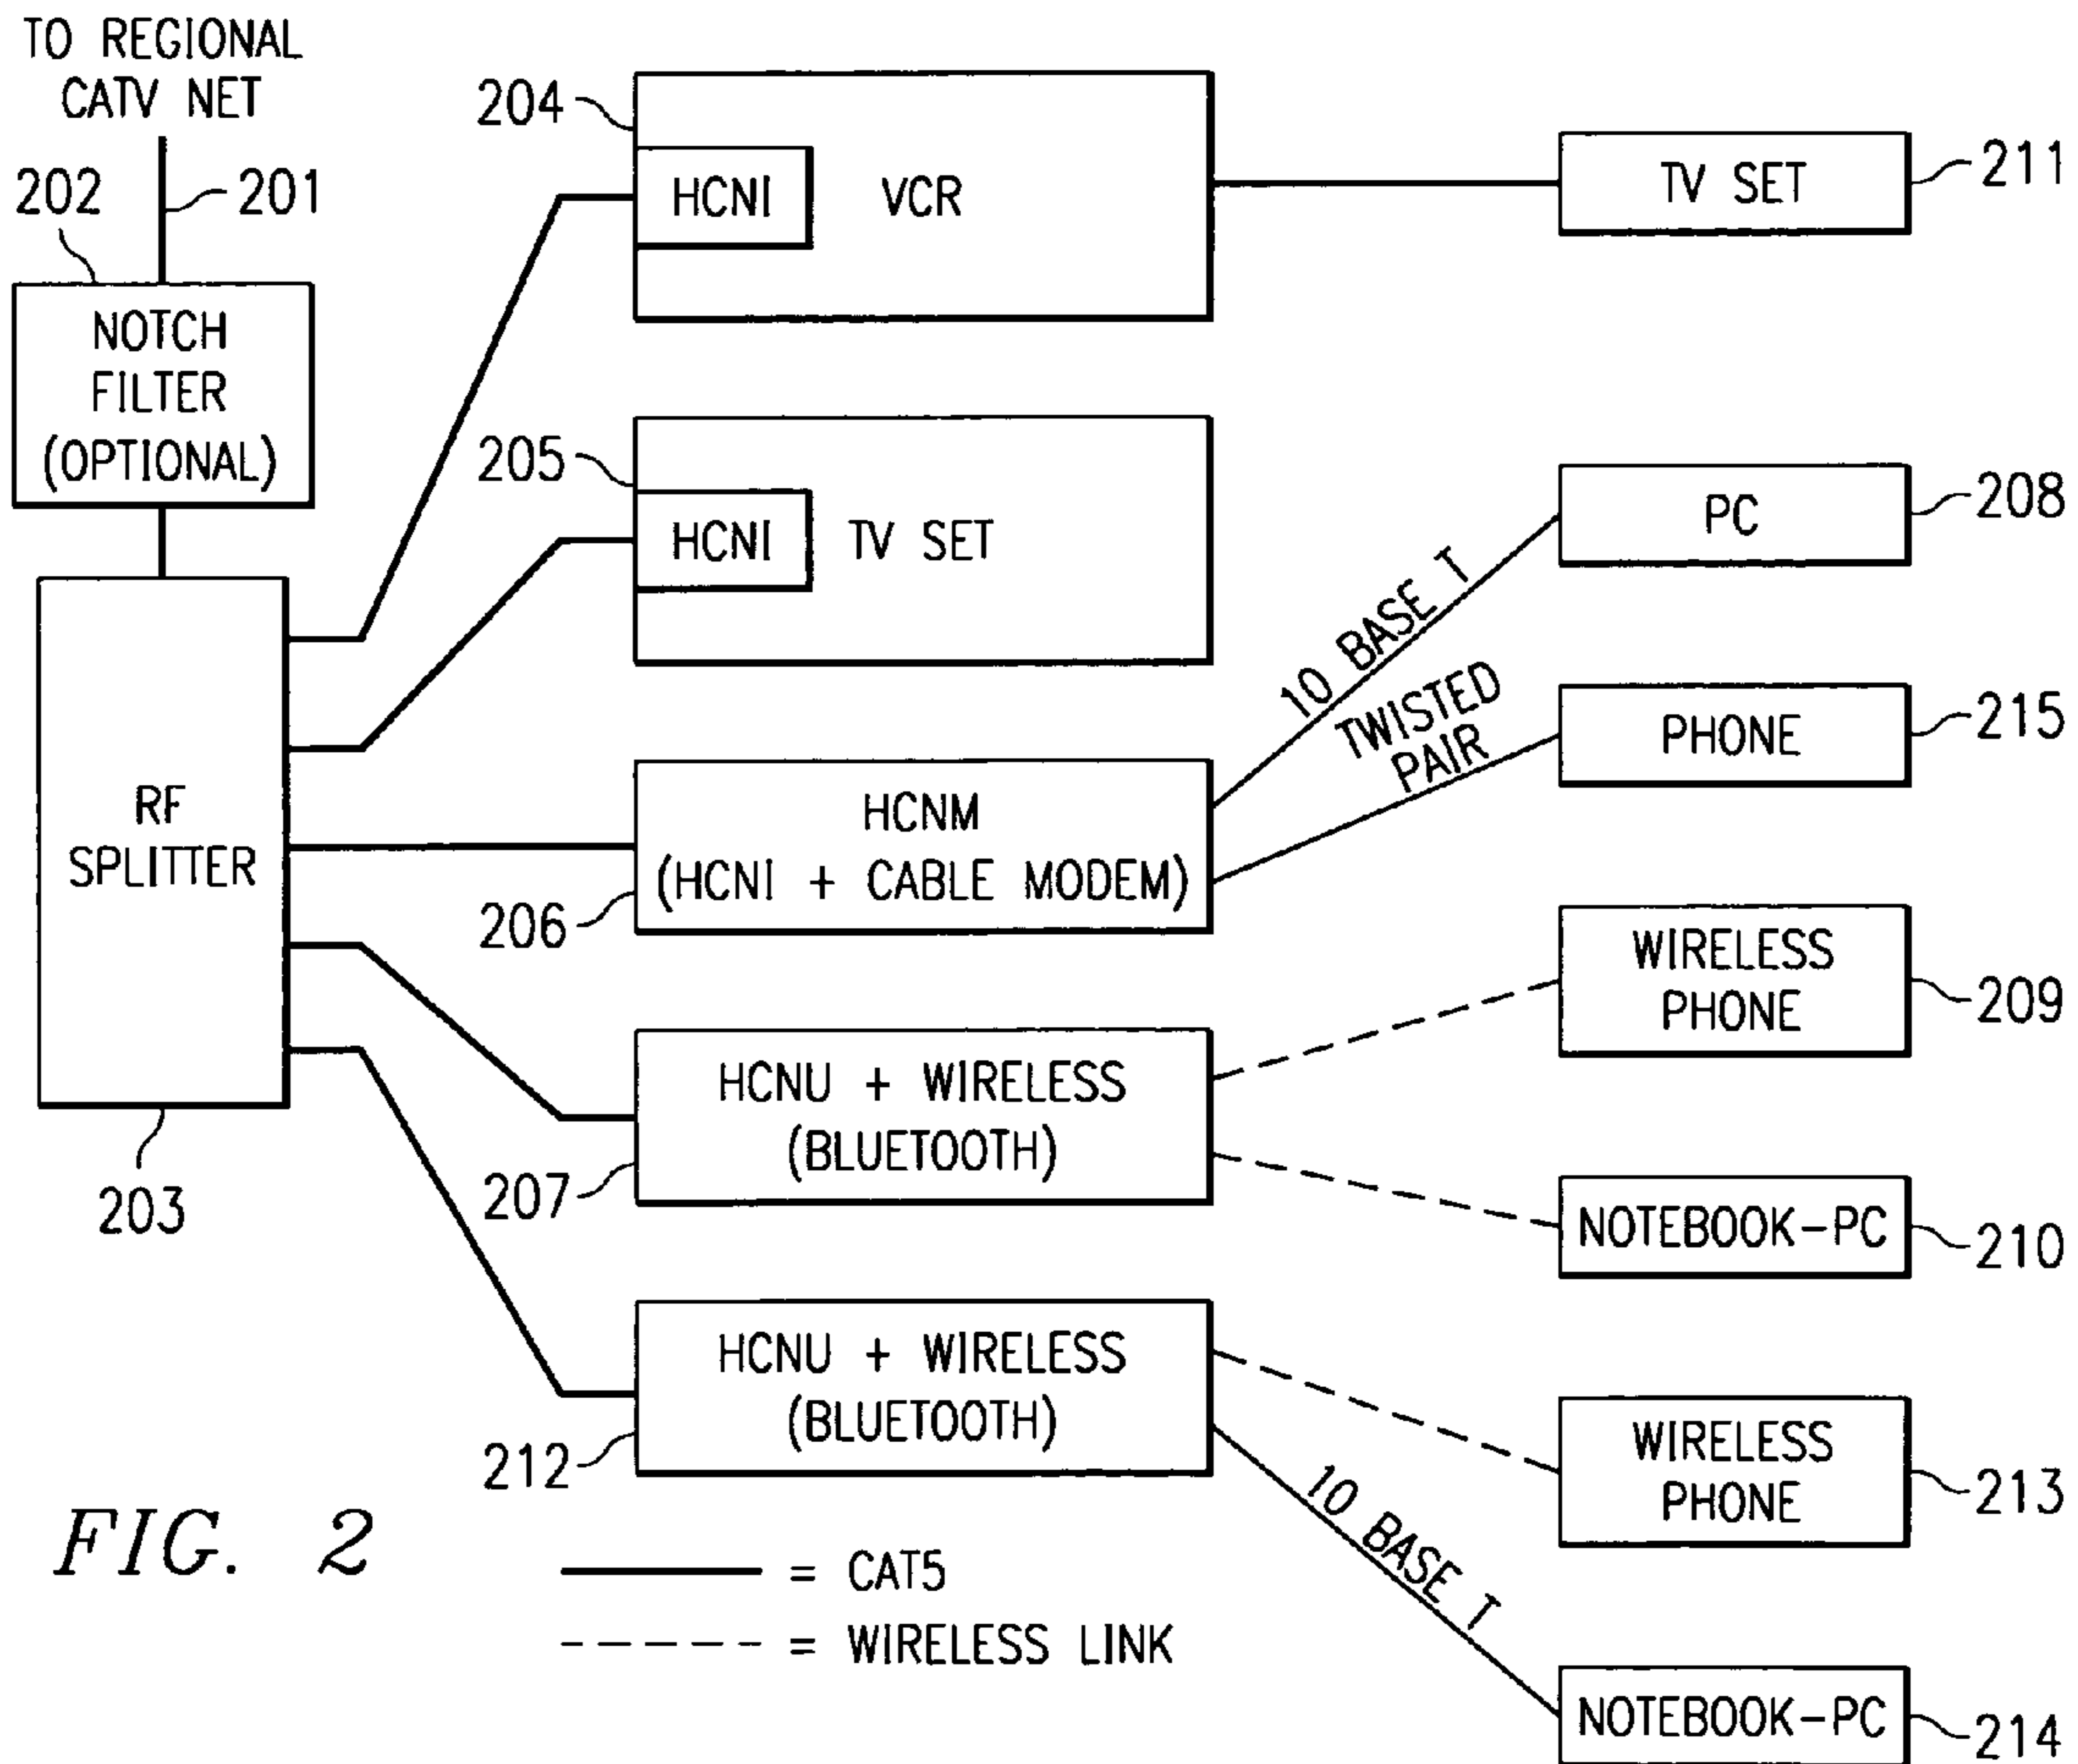 TO REGIONAL
CATV NET
202
201
NOTCH
FILTER
(OPTIONAL)
RF
SPLITTER
203
204
HCNI
VCR
TV SET
211
205
HCNI
TV SET
HCNM
(HCNI + CABLE MODEM)
206
10 BASE T
PC
208
TWISTED
PAIR
PHONE
215
HCNU + WIRELESS
(BLUETOOTH)
207
WIRELESS
PHONE
209
NOTEBOOK-PC
210
HCNU + WIRELESS
(BLUETOOTH)
212
WIRELESS
PHONE
213
10 BASE T
NOTEBOOK-PC
214
FIG. 2
= CAT5
= WIRELESS LINK